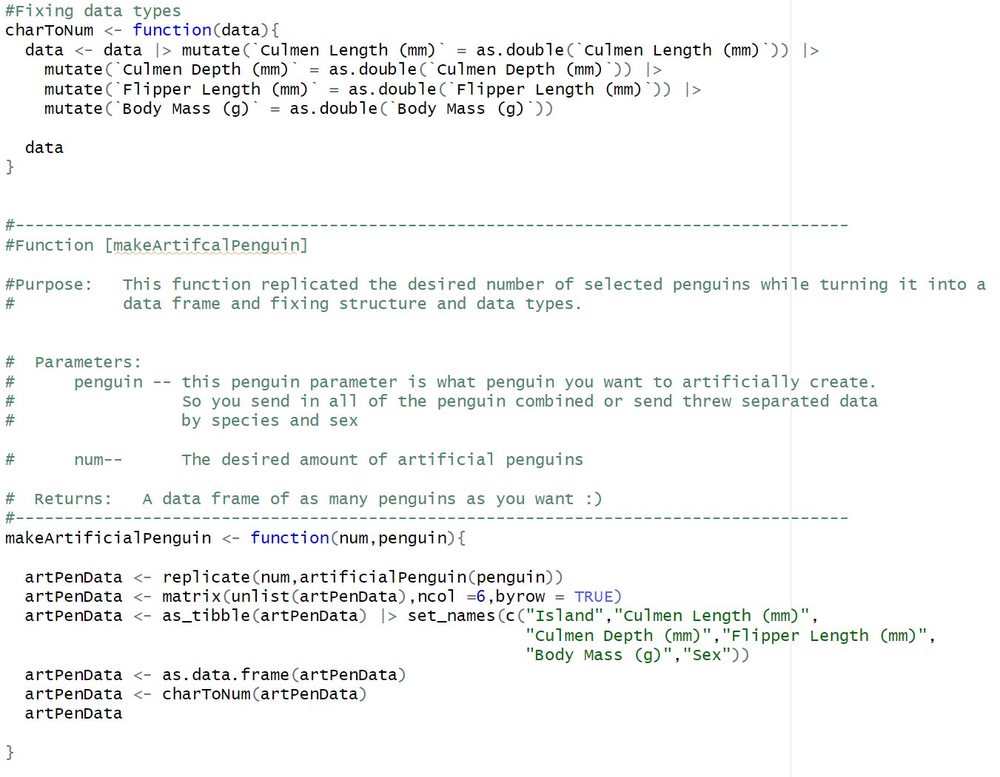 #Fixing data types
charToNum <- function(data){
  data <- data |> mutate(`Culmen Length (mm)` = as.double(`Culmen Length (mm)`)) |>
    mutate(`Culmen Depth (mm)` = as.double(`Culmen Depth (mm)`)) |>
    mutate(`Flipper Length (mm)` = as.double(`Flipper Length (mm)`)) |>
    mutate(`Body Mass (g)` = as.double(`Body Mass (g)`))
  data
}
#-------------------------------------------------------------------------------------
#Function [makeArtifcalPenguin]
#Purpose:   This function replicated the desired number of selected penguins while turning it into a
#           data frame and fixing structure and data types.
#  Parameters:
#      penguin -- this penguin parameter is what penguin you want to artificially create.
#                 So you send in all of the penguin combined or send threw separated data
#                 by species and sex
#      num--      The desired amount of artificial penguins
#  Returns:   A data frame of as many penguins as you want :)
#-------------------------------------------------------------------------------------
makeArtificialPenguin <- function(num,penguin){
  artPenData <- replicate(num,artificialPenguin(penguin))
  artPenData <- matrix(unlist(artPenData),ncol =6,byrow = TRUE)
  artPenData <- as_tibble(artPenData) |> set_names(c("Island","Culmen Length (mm)",
                                                     "Culmen Depth (mm)","Flipper Length (mm)",
                                                     "Body Mass (g)","Sex"))
  artPenData <- as.data.frame(artPenData)
  artPenData <- charToNum(artPenData)
  artPenData
}